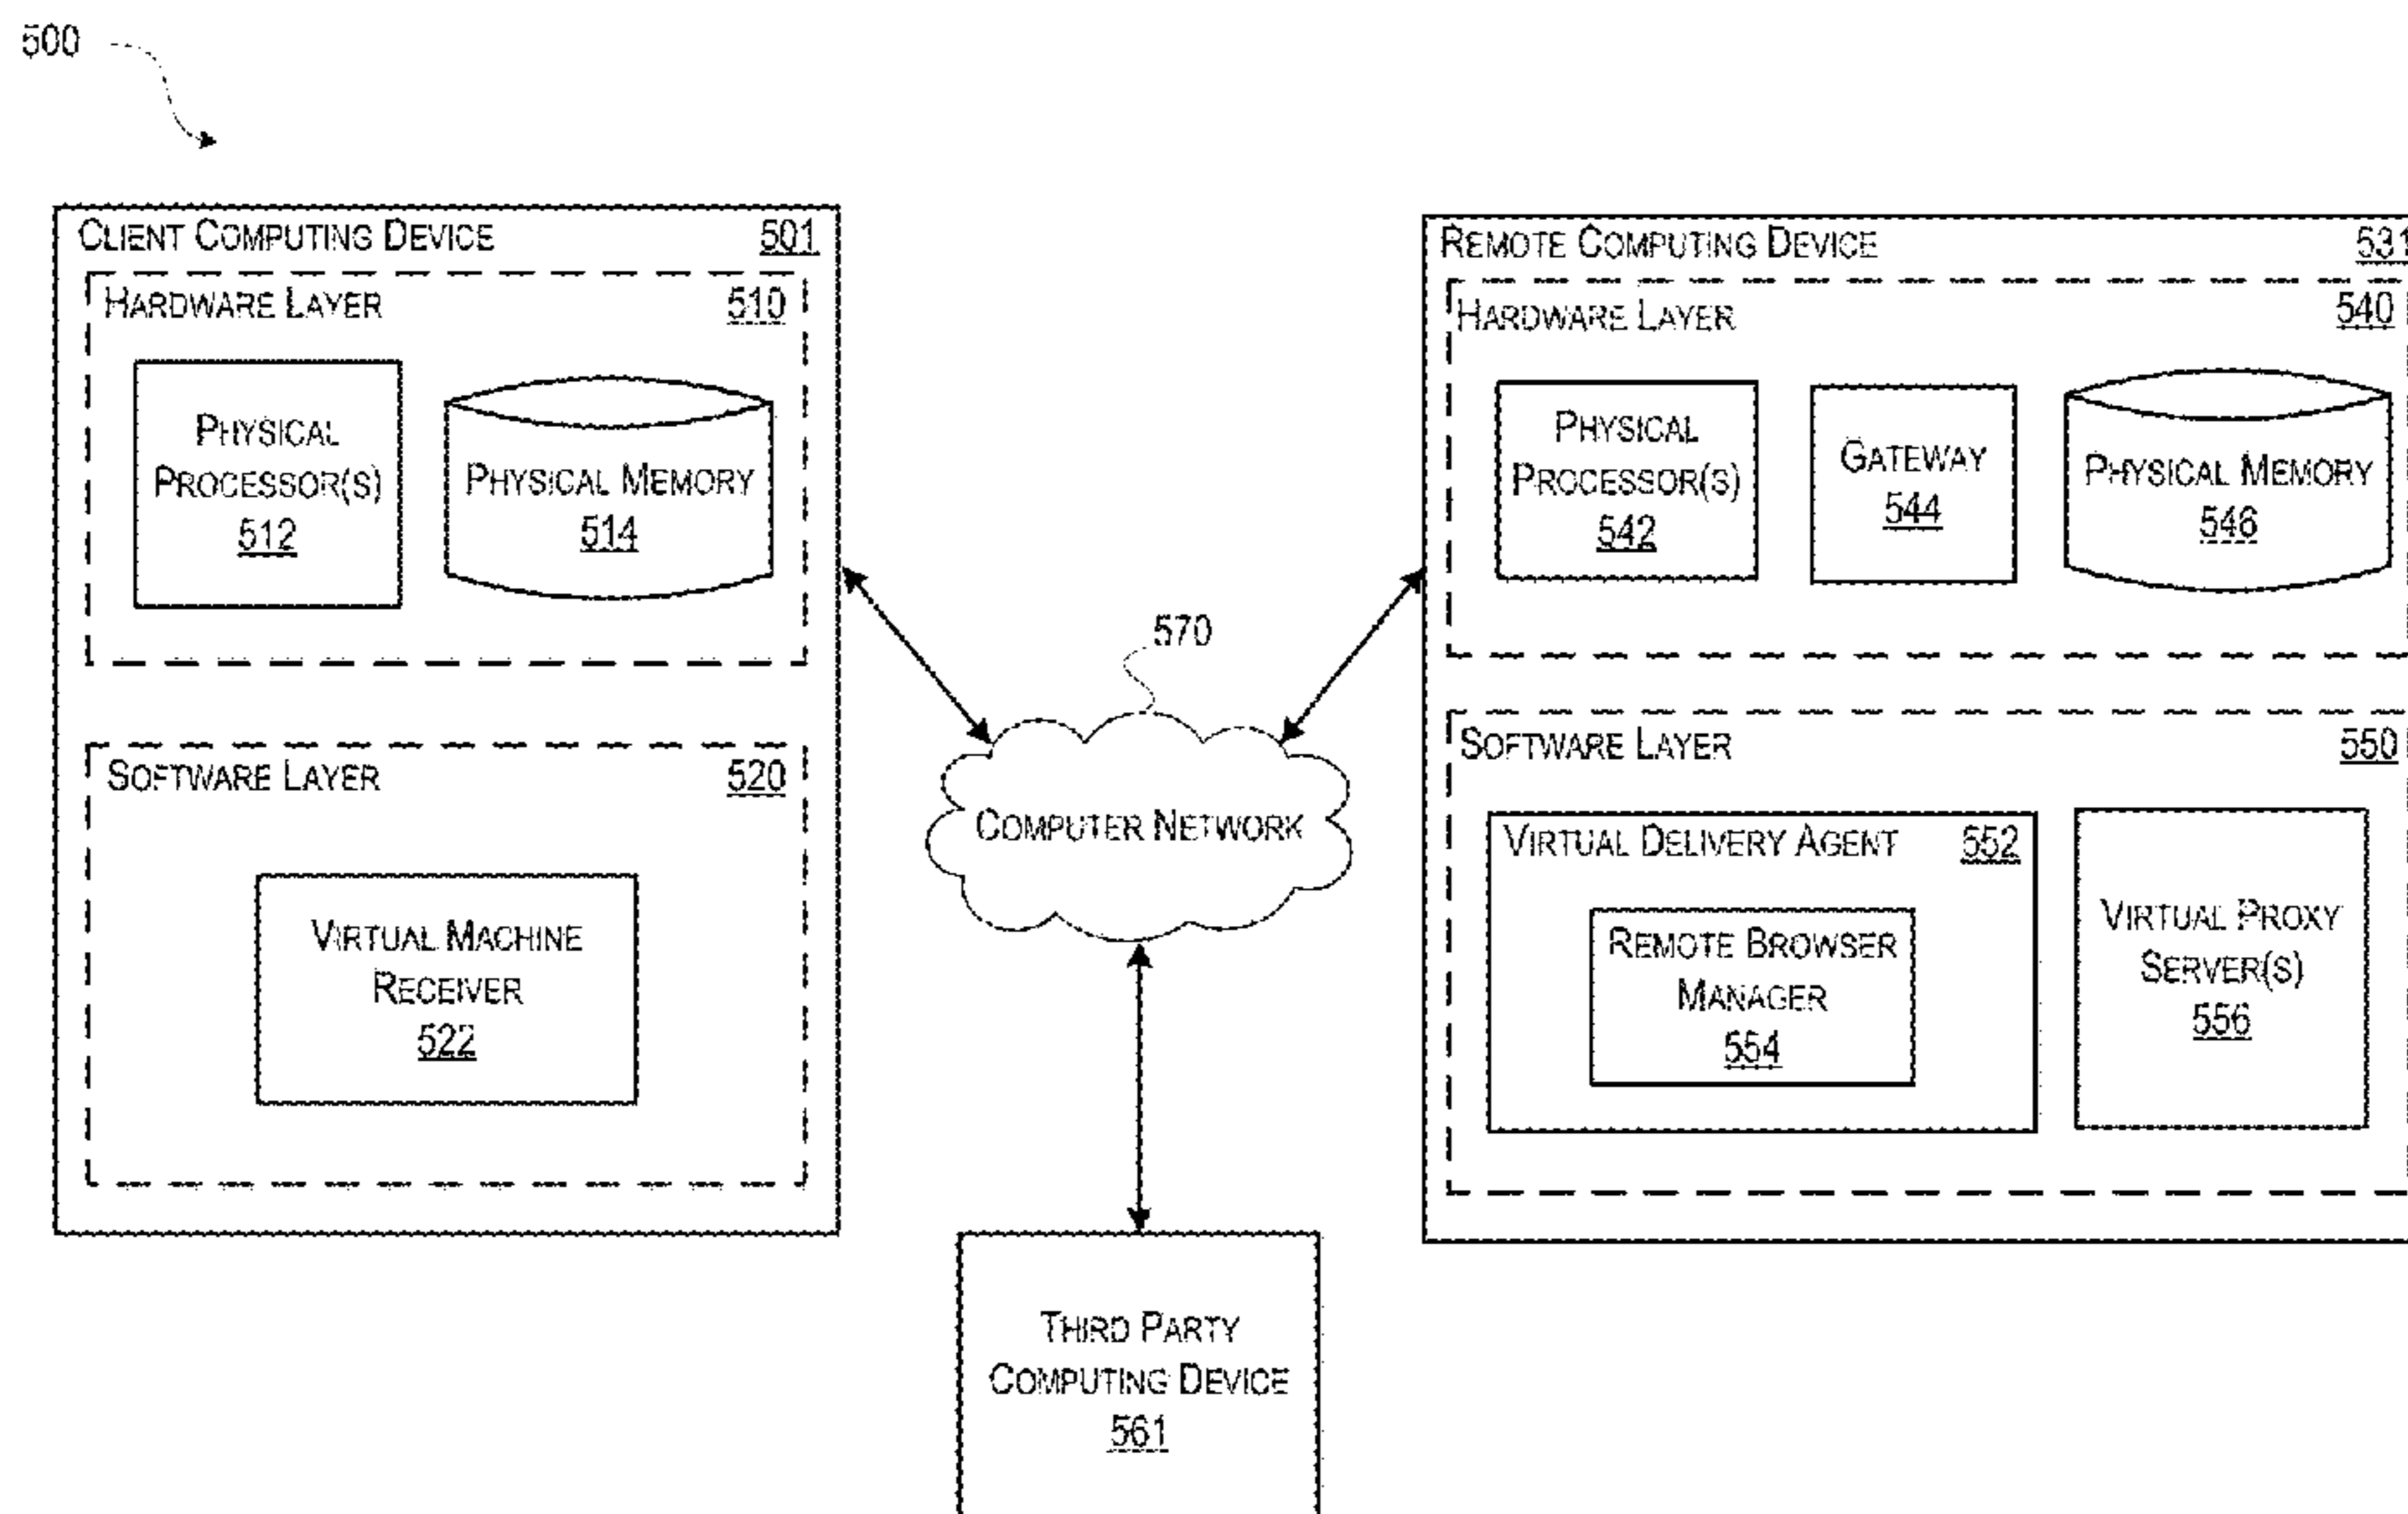 500
CLIENT COMPUTING DEVICE 501
HARDWARE LAYER 510
PHYSICAL
PROCESSOR(S)
512
PHYSICAL MEMORY
514
SOFTWARE LAYER 520
VIRTUAL MACHINE
RECEIVER
522
570
COMPUTER NETWORK
REMOTE COMPUTING DEVICE 531
HARDWARE LAYER 540
PHYSICAL
PROCESSOR(S)
542
GATEWAY
544
PHYSICAL MEMORY
546
SOFTWARE LAYER 550
VIRTUAL DELIVERY AGENT 552
REMOTE BROWSER
MANAGER
554
VIRTUAL PROXY
SERVER(S)
556
THIRD PARTY
COMPUTING DEVICE
561